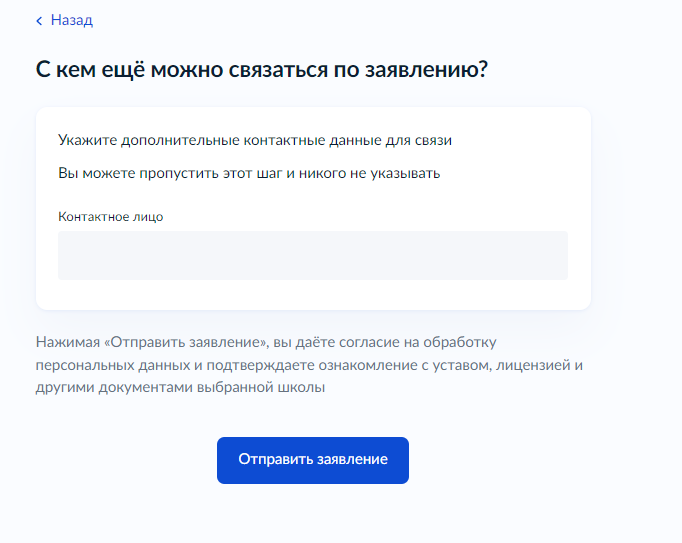 Назад
С кем ещё можно связаться по заявлению?
Укажите дополнительные контактные данные для связи
Вы можете пропустить этот шаг и никого не указывать
Контактное лицо
Нажимая «Отправить заявление», вы даёте согласие на обработку
персональных данных и подтверждаете ознакомление с уставом, лицензией и
другими документами выбранной школы
Отправить заявление